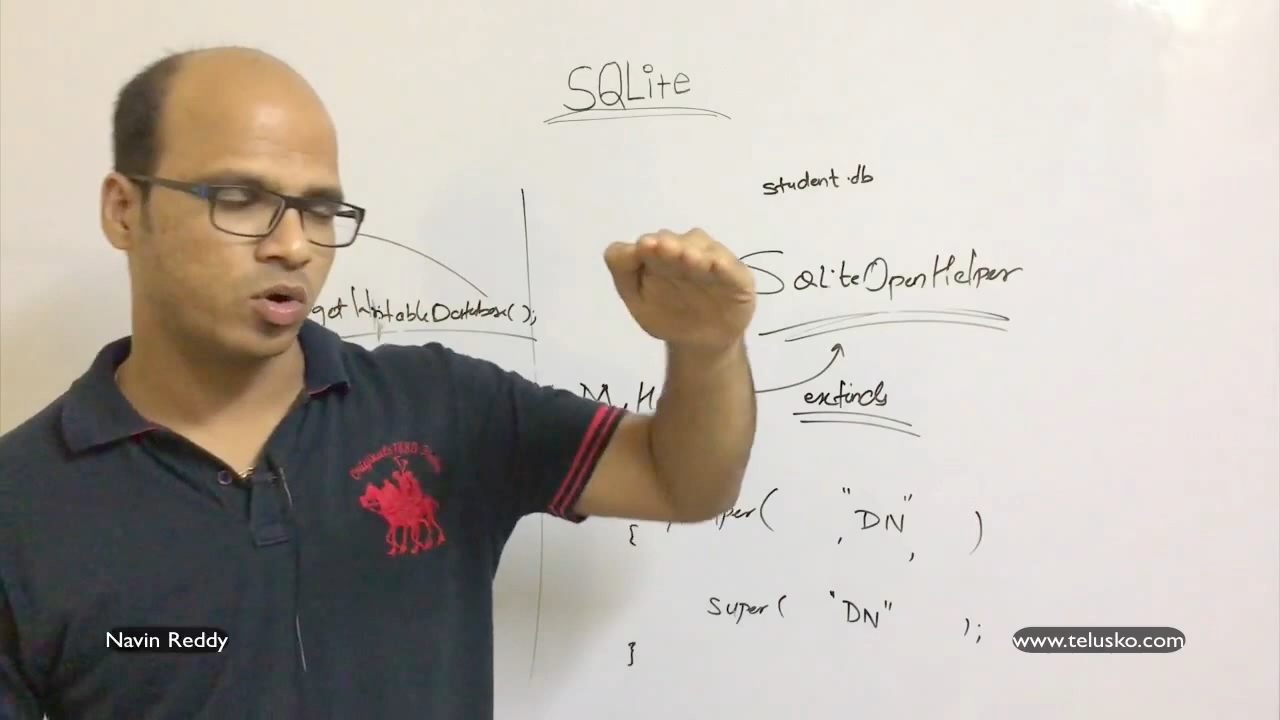 SQLite
student.db
SQLiteOpenHelper
getWritableDatabase();
extends
( , "DN" , )
{
super( "DN" );
}
Navin Reddy
www.telusko.com